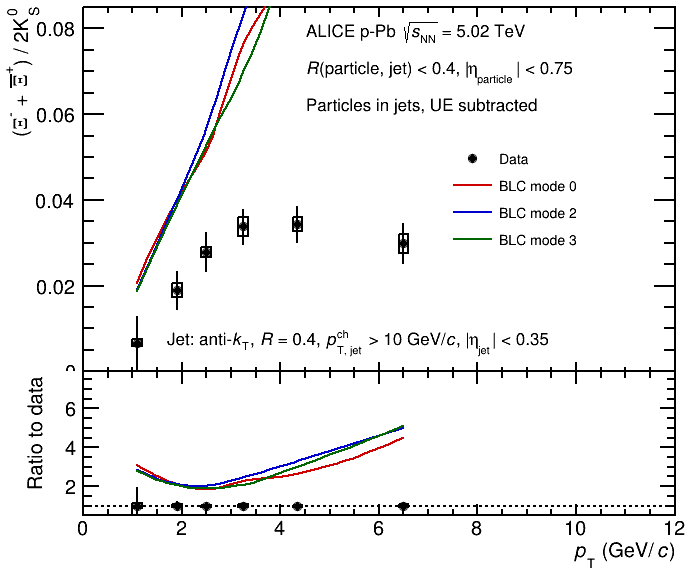 (Ξ⁻ + Ξ̅⁺) / 2K⁰S
0.08
0.06
0.04
0.02
0
ALICE p-Pb √sNN = 5.02 TeV
R(particle, jet) < 0.4, |ηparticle| < 0.75
Particles in jets, UE subtracted
Data
BLC mode 0
BLC mode 2
BLC mode 3
Jet: anti-kT, R = 0.4, pchT, jet > 10 GeV/c, |ηjet| < 0.35
Ratio to data
6
4
2
0 2 4 6 8 10 12
pT (GeV/c)